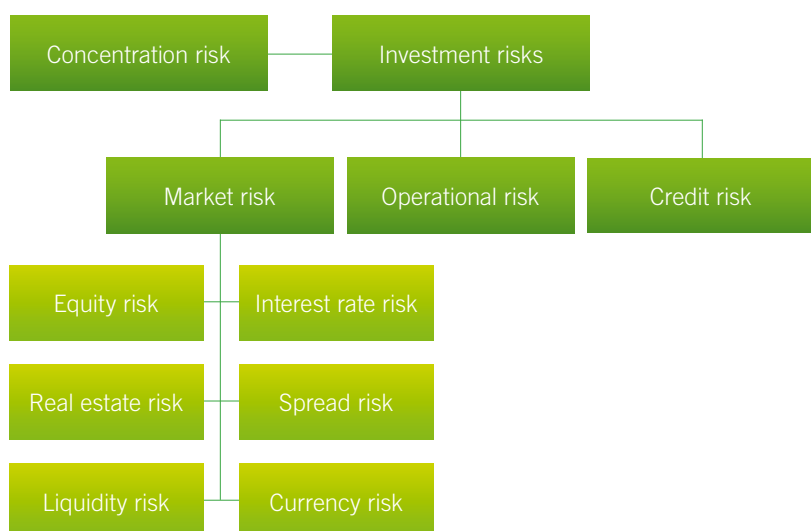 Concentration risk
Investment risks
Market risk
Operational risk
Credit risk
Equity risk
Interest rate risk
Real estate risk
Spread risk
Liquidity risk
Currency risk